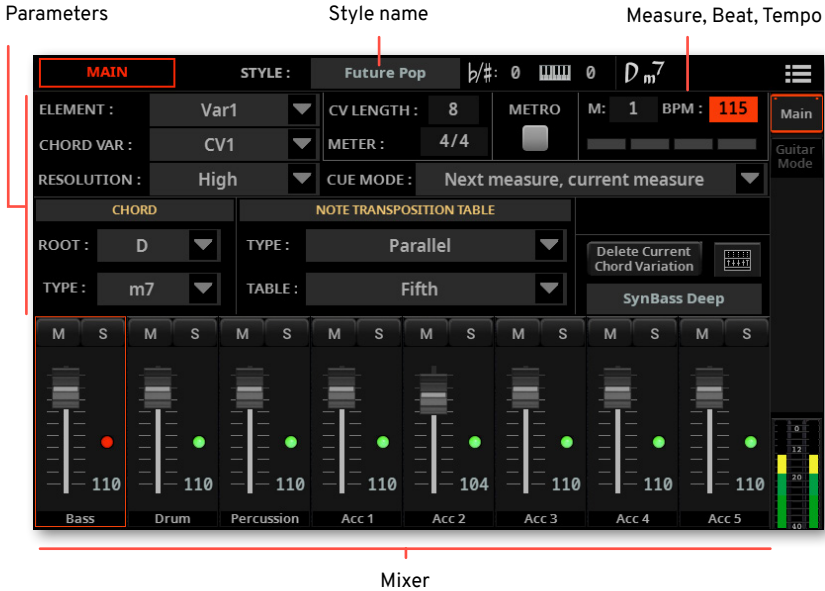 Parameters Style name Measure, Beat, Tempo
MAIN STYLE : Future Pop ♭/♯: 0 0 D m7
ELEMENT : Var1 CV LENGTH : 8 METRO M: 1 BPM : 115 Main
CHORD VAR : CV1 METER : 4/4 Guitar Mode
RESOLUTION : High CUE MODE : Next measure, current measure
CHORD NOTE TRANSPOSITION TABLE
ROOT : D TYPE : Parallel Delete Current Chord Variation
TYPE : m7 TABLE : Fifth SynBass Deep
M S M S M S M S M S M S M S M S
0
12
20
110 110 110 110 104 110 110 110
40
Bass Drum Percussion Acc 1 Acc 2 Acc 3 Acc 4 Acc 5
Mixer